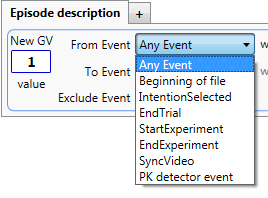 Episode description +
New GV
1
value
From Event Any Event
To Event
Exclude Event
Any Event
Beginning of file
IntentionSelected
EndTrial
StartExperiment
EndExperiment
SyncVideo
PK detector event